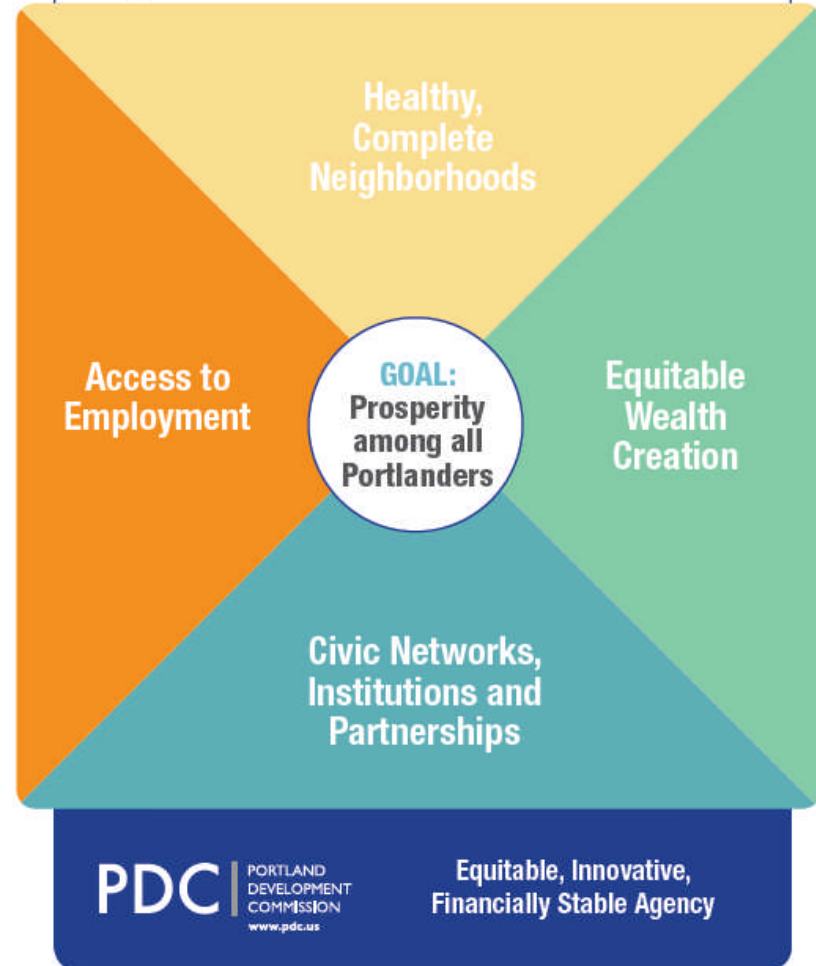 Healthy,
Complete
Neighborhoods
Access to
Employment
GOAL:
Prosperity
among all
Portlanders
Equitable
Wealth
Creation
Civic Networks,
Institutions and
Partnerships
PDC
PORTLAND
DEVELOPMENT
COMMISSION
www.pdc.us
Equitable, Innovative,
Financially Stable Agency